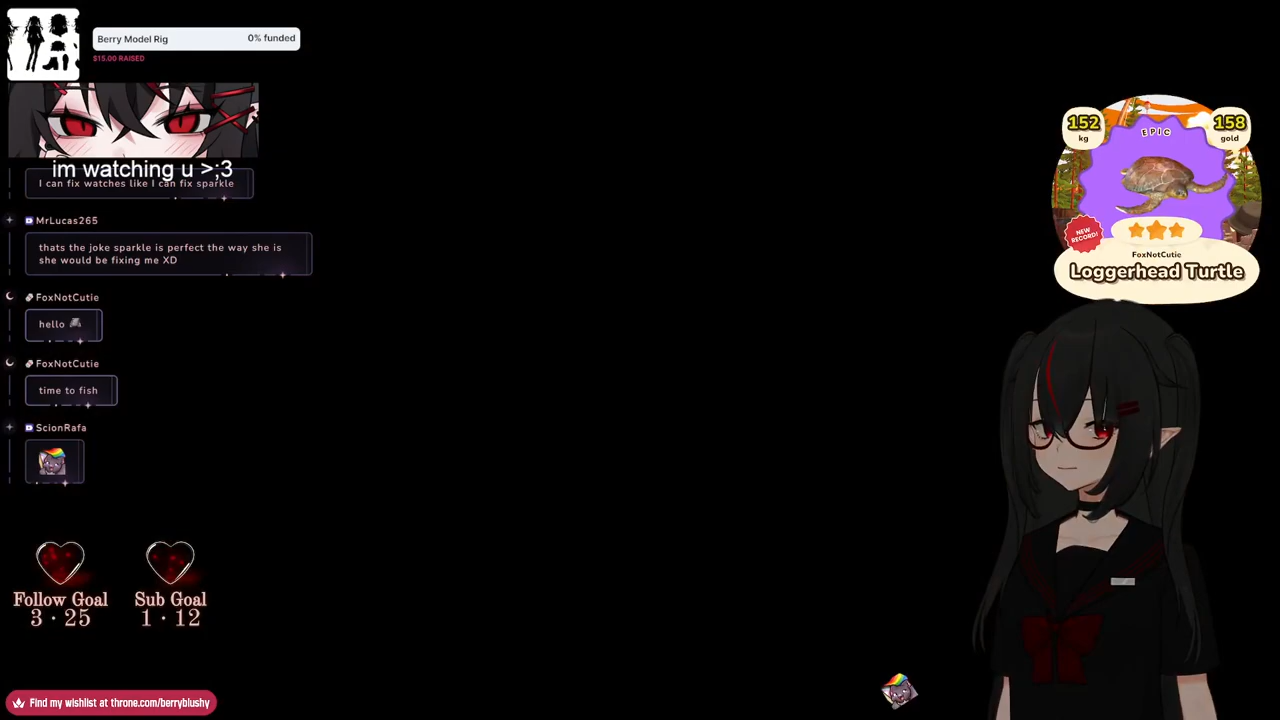 Berry Model Rig 0% funded
$15.00 RAISED
im watching u >;3
I can fix watches like I can fix sparkle
MrLucas265
thats the joke sparkle is perfect the way she is
she would be fixing me XD
FoxNotCutie
hello
FoxNotCutie
time to fish
ScionRafa
Follow Goal
3 · 25
Sub Goal
1 · 12
Find my wishlist at throne.com/berryblushy
152
kg
EPIC
158
gold
NEW
RECORD!
FoxNotCutie
Loggerhead Turtle